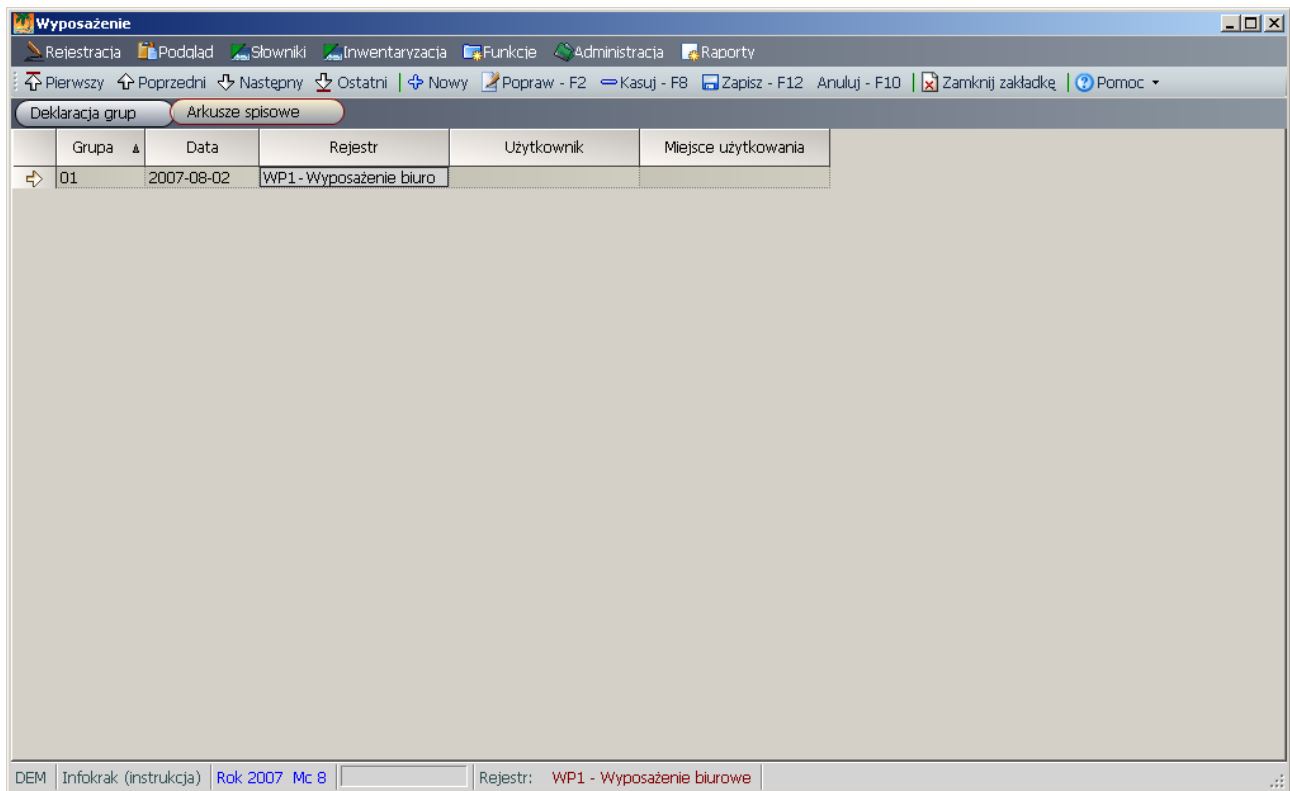 Wyposażenie
Rejestracja Podgląd Słowniki Inwentaryzacja Funkcje Administracja Raporty
Pierwszy Poprzedni Następny Ostatni Nowy Popraw - F2 Kasuj - F8 Zapisz - F12 Anuluj - F10 Zamknij zakładkę Pomoc
Deklaracja grup Arkusze spisowe
Grupa Data Rejestr Użytkownik Miejsce użytkowania
01 2007-08-02 WP1 - Wyposażenie biuro
DEM Infokrak (instrukcja) Rok 2007 Mc 8 Rejestr: WP1 - Wyposażenie biurowe